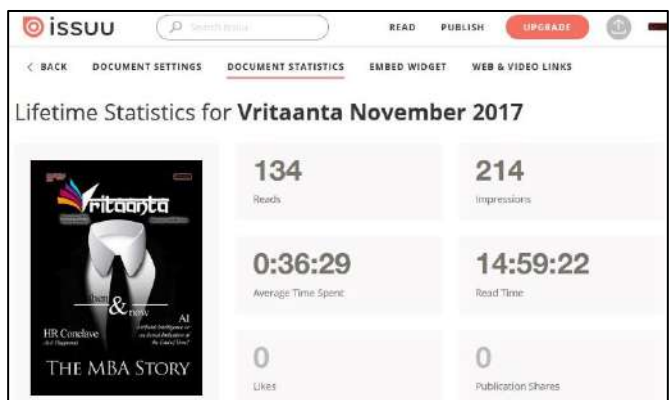 issuu
Search Issuu
READ
PUBLISH
UPGRADE
< BACK
DOCUMENT SETTINGS
DOCUMENT STATISTICS
EMBED WIDGET
WEB & VIDEO LINKS
Lifetime Statistics for Vritaanta November 2017
Vritaanta
then
&
now
AI
HR Conclave
THE MBA STORY
134
Reads
214
Impressions
0:36:29
Average Time Spent
14:59:22
Read Time
0
Likes
0
Publication Shares